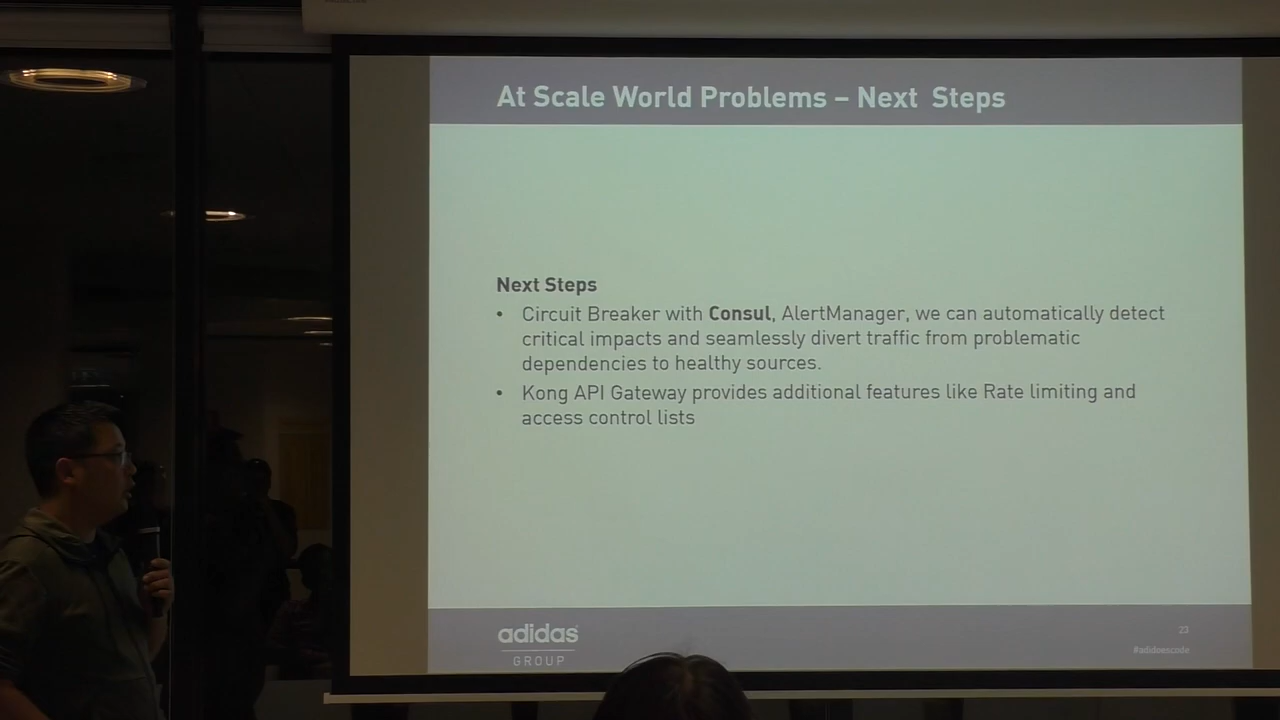 At Scale World Problems – Next Steps
Next Steps
• Circuit Breaker with Consul, AlertManager, we can automatically detect
critical impacts and seamlessly divert traffic from problematic
dependencies to healthy sources.
• Kong API Gateway provides additional features like Rate limiting and
access control lists
adidas
GROUP
23
#adidoescode